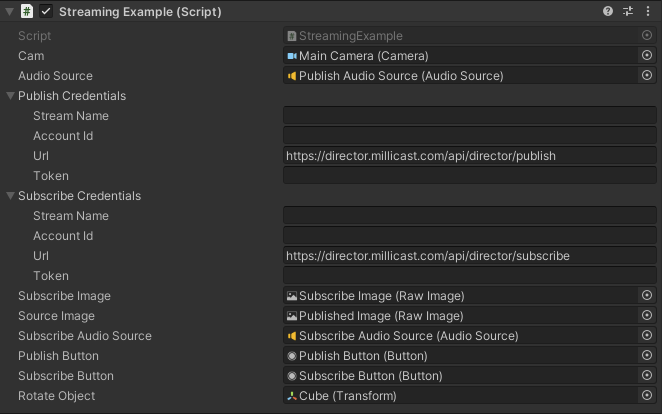 Streaming Example (Script)
Script StreamingExample
Cam Main Camera (Camera)
Audio Source Publish Audio Source (Audio Source)
Publish Credentials
Stream Name
Account Id
Url https://director.millicast.com/api/director/publish
Token
Subscribe Credentials
Stream Name
Account Id
Url https://director.millicast.com/api/director/subscribe
Token
Subscribe Image Subscribe Image (Raw Image)
Source Image Published Image (Raw Image)
Subscribe Audio Source Subscribe Audio Source (Audio Source)
Publish Button Publish Button (Button)
Subscribe Button Subscribe Button (Button)
Rotate Object Cube (Transform)